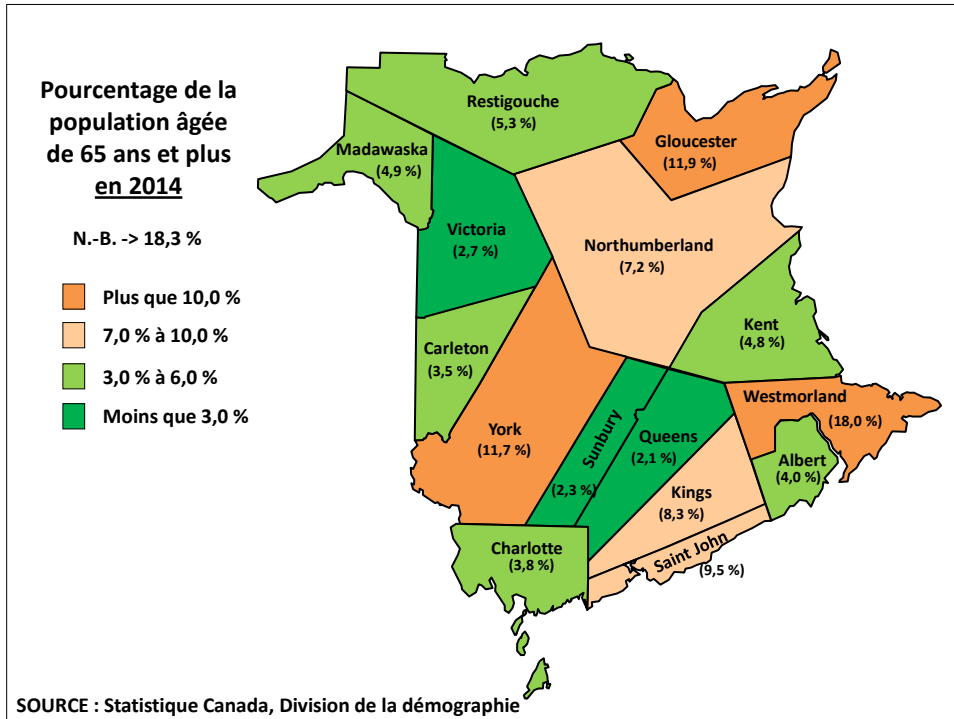 Pourcentage de la
population âgée
de 65 ans et plus
en 2014
N.-B. -> 18,3 %
Plus que 10,0 %
7,0 % à 10,0 %
3,0 % à 6,0 %
Moins que 3,0 %
Restigouche
(5,3 %)
Gloucester
(11,9 %)
Madawaska
(4,9 %)
Victoria
(2,7 %)
Northumberland
(7,2 %)
Kent
(4,8 %)
Carleton
(3,5 %)
Westmorland
(18,0 %)
York
(11,7 %)
Sunbury
(2,3 %)
Queens
(2,1 %)
Albert
(4,0 %)
Kings
(8,3 %)
Saint John
(9,5 %)
Charlotte
(3,8 %)
SOURCE : Statistique Canada, Division de la démographie